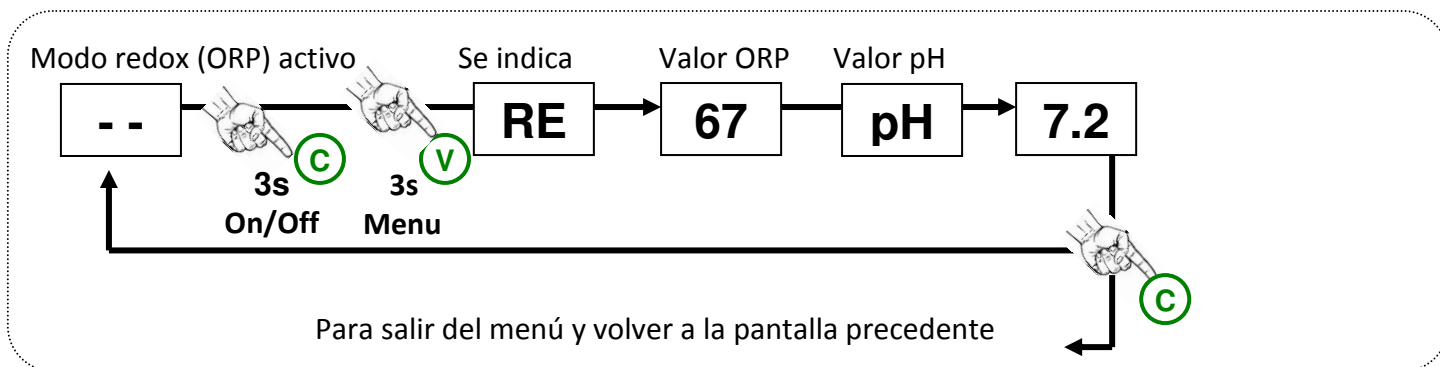 Modo redox (ORP) activo Se indica Valor ORP Valor pH
- - RE 67 pH 7.2
C V
3s 3s
On/Off Menu
C
Para salir del menú y volver a la pantalla precedente